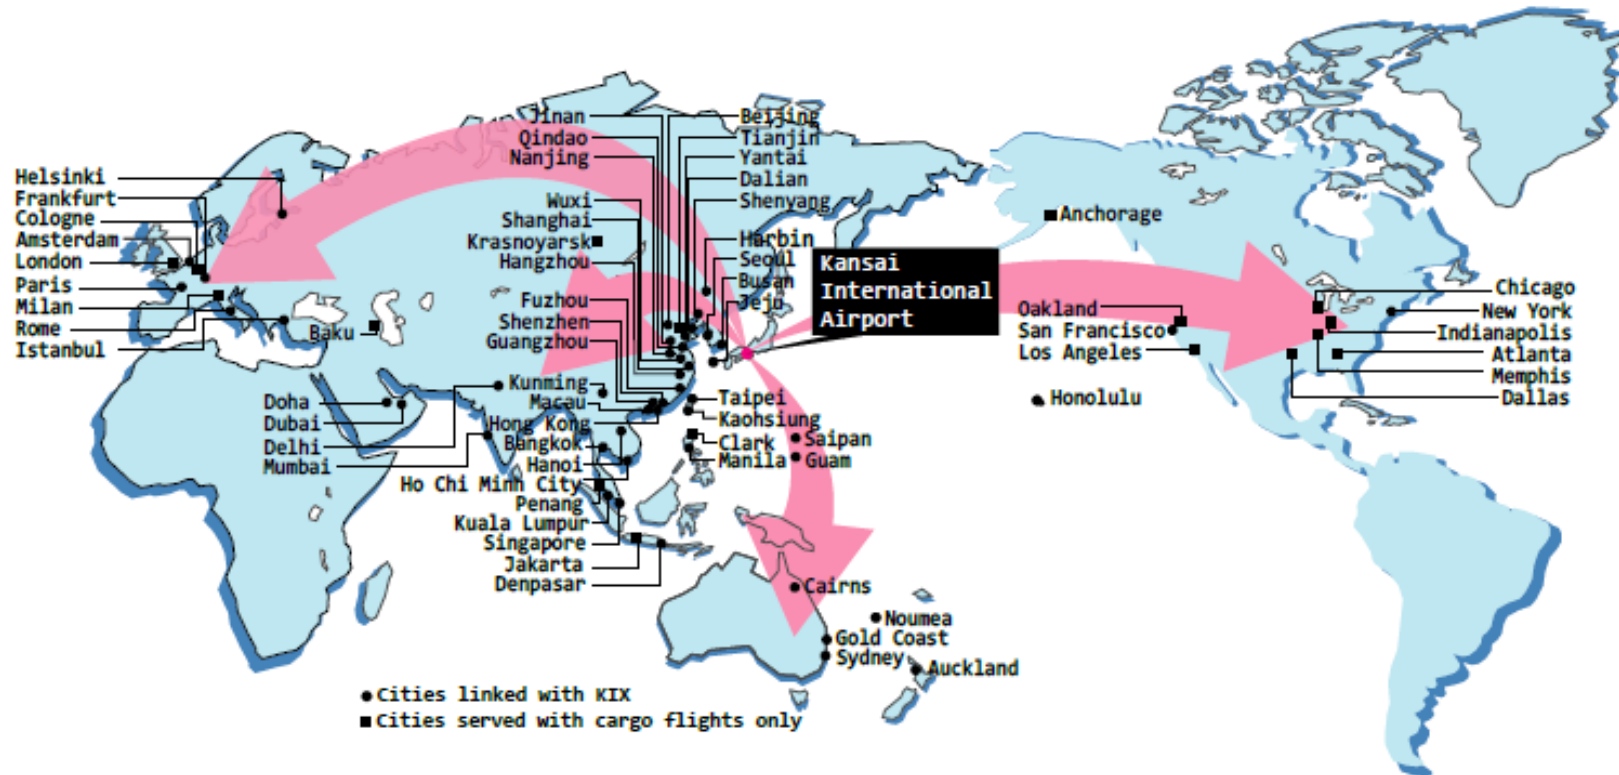 Jinan
Qindao
Nanjing
Beijing
Tianjin
Yantai
Dalian
Shenyang
Helsinki
Frankfurt
Cologne
Amsterdam
London
Paris
Milan
Rome
Istanbul
Baku
Wuxi
Shanghai
Krasnoyarsk
Hangzhou
Fuzhou
Shenzhen
Guangzhou
Harbin
Seoul
Busan
Jeju
Kansai
International
Airport
Anchorage
Oakland
San Francisco
Los Angeles
Honolulu
Chicago
New York
Indianapolis
Atlanta
Memphis
Dallas
Doha
Dubai
Delhi
Mumbai
Kunming
Macau
Hong Kong
Bangkok
Hanoi
Ho Chi Minh City
Penang
Kuala Lumpur
Singapore
Jakarta
Denpasar
Taipei
Kaohsiung
Clark
Manila
Saipan
Guam
Cairns
Noumea
Gold Coast
Sydney
Auckland
Cities linked with KIX
Cities served with cargo flights only